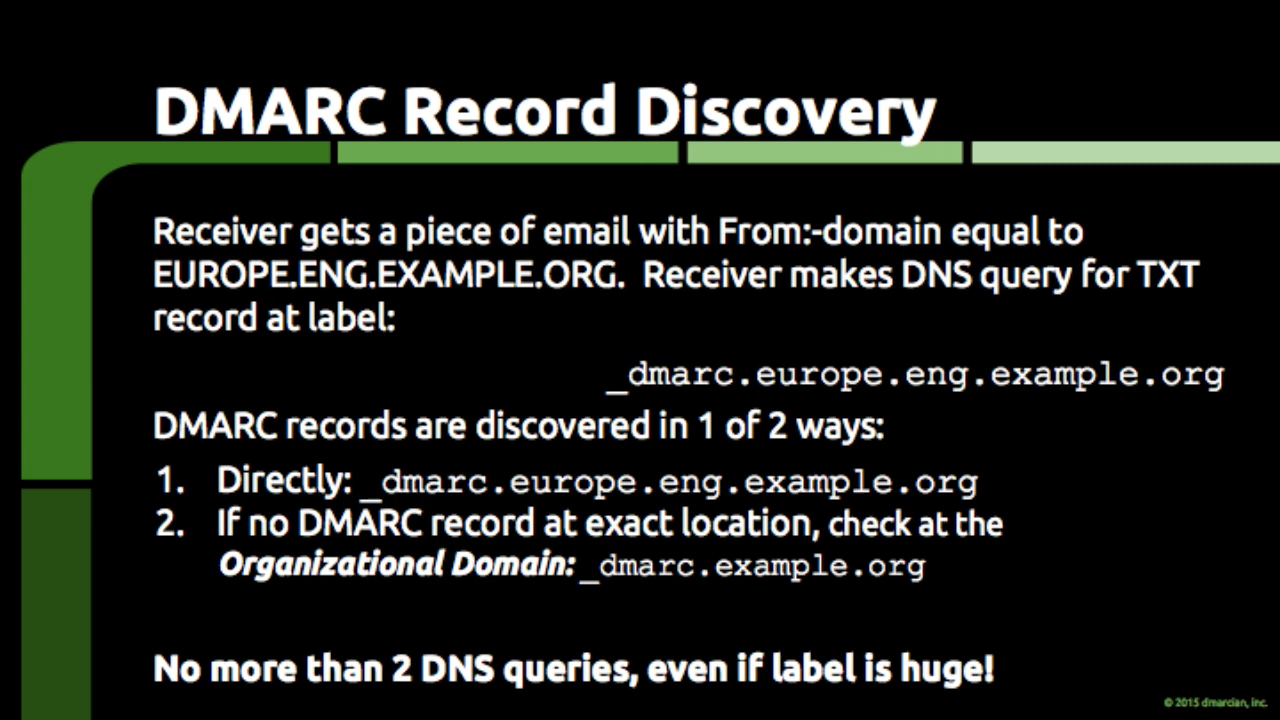 DMARC Record Discovery
Receiver gets a piece of email with From:-domain equal to
EUROPE.ENG.EXAMPLE.ORG.  Receiver makes DNS query for TXT
record at label:
_dmarc.europe.eng.example.org
DMARC records are discovered in 1 of 2 ways:
1. Directly: _dmarc.europe.eng.example.org
2. If no DMARC record at exact location, check at the
Organizational Domain: _dmarc.example.org
No more than 2 DNS queries, even if label is huge!
© 2015 dmarcian, inc.